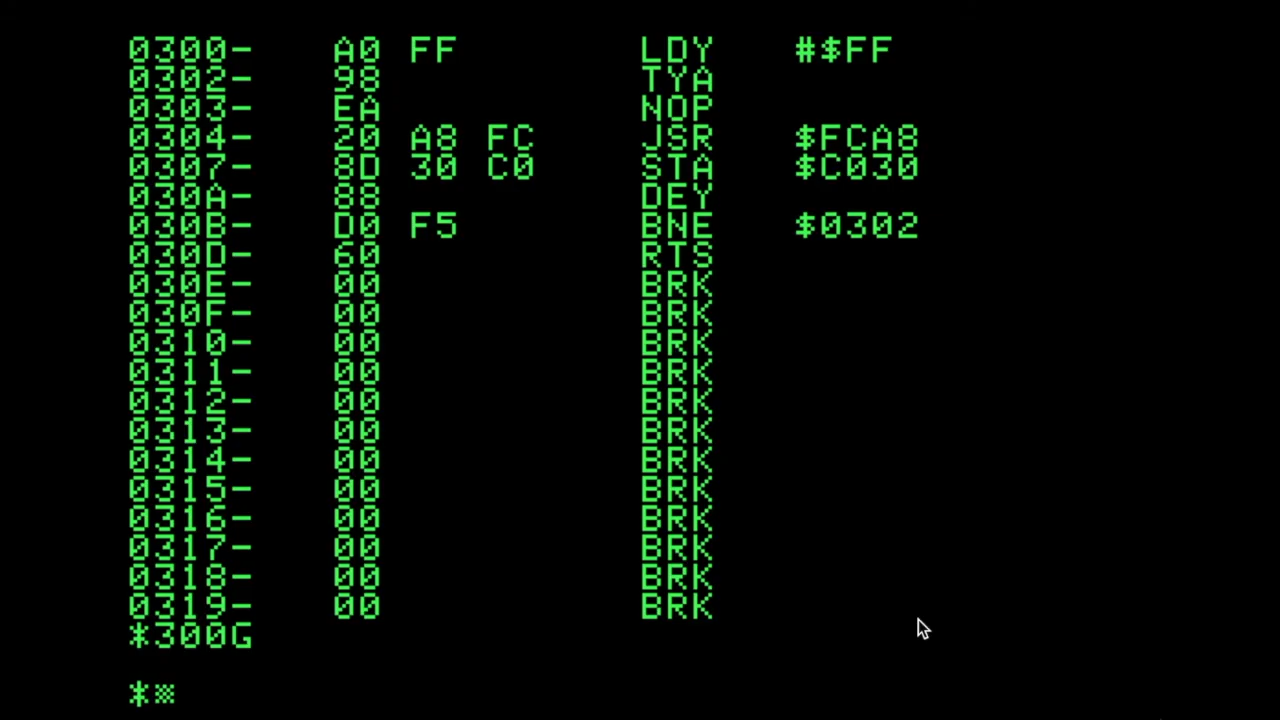 0300- A0 FF LDY #$FF
0302- 98 TYA
0303- EA NOP
0304- 20 A8 FC JSR $FCA8
0307- 8D 30 C0 STA $C030
030A- 88 DEY
030B- D0 F5 BNE $0302
030D- 60 RTS
030E- 00 BRK
030F- 00 BRK
0310- 00 BRK
0311- 00 BRK
0312- 00 BRK
0313- 00 BRK
0314- 00 BRK
0315- 00 BRK
0316- 00 BRK
0317- 00 BRK
0318- 00 BRK
0319- 00 BRK
*300G
*